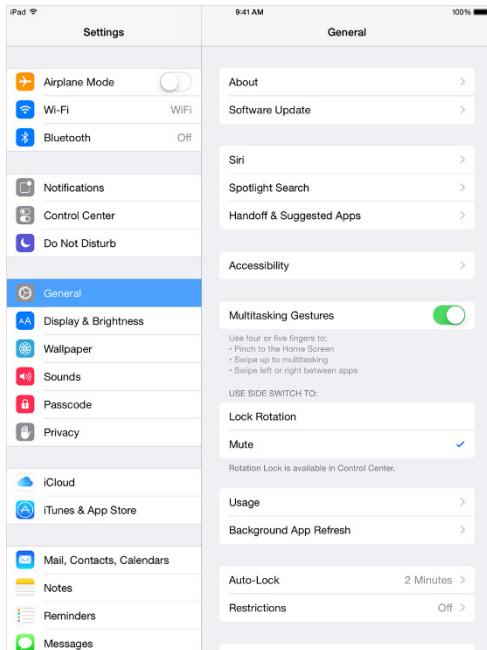 iPad 9:41 AM 100%
Settings
Airplane Mode
Wi-Fi WiFi
Bluetooth Off
Notifications
Control Center
Do Not Disturb
General
Display & Brightness
Wallpaper
Sounds
Passcode
Privacy
iCloud
iTunes & App Store
Mail, Contacts, Calendars
Notes
Reminders
Messages
General
About
Software Update
Siri
Spotlight Search
Handoff & Suggested Apps
Accessibility
Multitasking Gestures
Use four or five fingers to:
• Pinch to the Home Screen
• Swipe up to multitasking
• Swipe left or right between apps
USE SIDE SWITCH TO:
Lock Rotation
Mute
Rotation Lock is available in Control Center.
Usage
Background App Refresh
Auto-Lock 2 Minutes
Restrictions Off